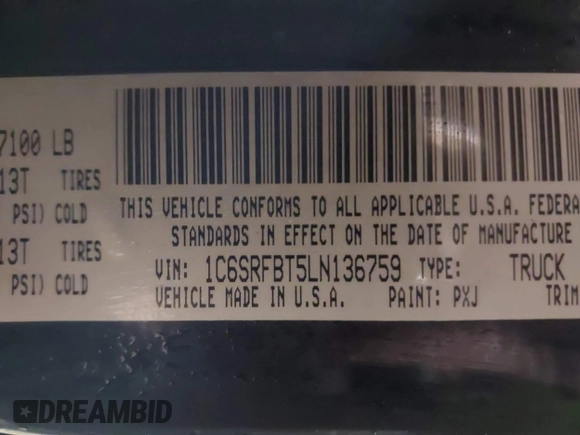 7100 LB
13T TIRES
PSI) COLD
THIS VEHICLE CONFORMS TO ALL APPLICABLE U.S.A. FEDERA
13T TIRES
STANDARDS IN EFFECT ON THE DATE OF MANUFACTURE
PSI) COLD
VIN: 1C6SRFBT5LN136759 TYPE: TRUCK
VEHICLE MADE IN U.S.A. PAINT: PXJ TRIM
DREAMBID